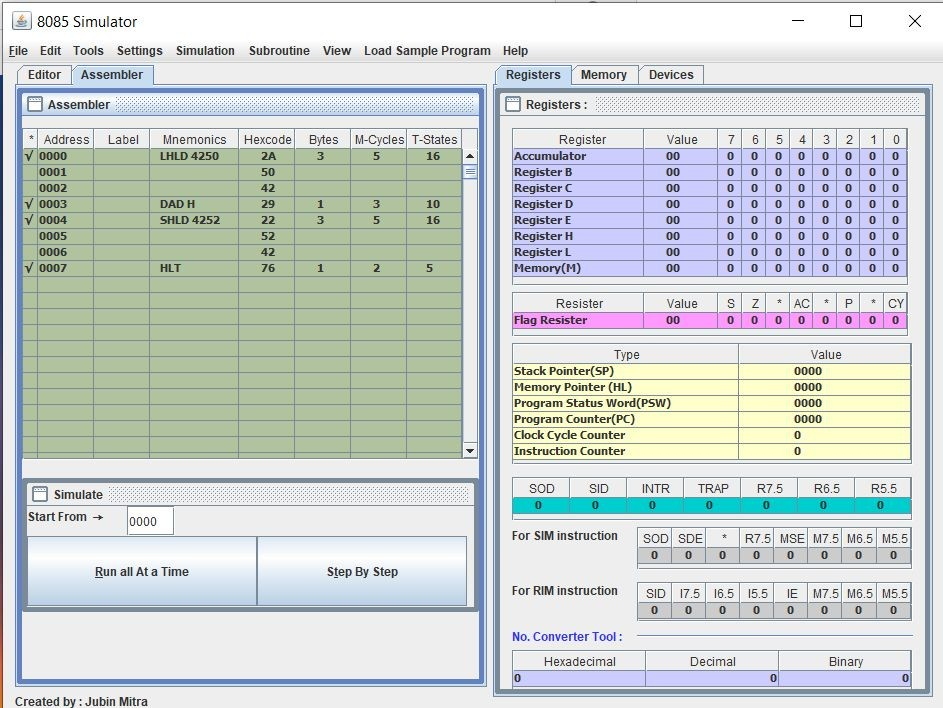 8085 Simulator
File Edit Tools Settings Simulation Subroutine View Load Sample Program Help
Editor Assembler
Assembler
* Address Label Mnemonics Hexcode Bytes M-Cycles T-States
√ 0000 LHLD 4250 2A 3 5 16
0001 50
0002 42
√ 0003 DAD H 29 1 3 10
√ 0004 SHLD 4252 22 3 5 16
0005 52
0006 42
√ 0007 HLT 76 1 2 5
Simulate
Start From → 0000
Run all At a Time Step By Step
Created by : Jubin Mitra
Registers Memory Devices
Registers :
Register Value 7 6 5 4 3 2 1 0
Accumulator 00 0 0 0 0 0 0 0 0
Register B 00 0 0 0 0 0 0 0 0
Register C 00 0 0 0 0 0 0 0 0
Register D 00 0 0 0 0 0 0 0 0
Register E 00 0 0 0 0 0 0 0 0
Register H 00 0 0 0 0 0 0 0 0
Register L 00 0 0 0 0 0 0 0 0
Memory(M) 00 0 0 0 0 0 0 0 0
Resister Value S Z * AC * P * CY
Flag Resister 00 0 0 0 0 0 0 0 0
Type Value
Stack Pointer(SP) 0000
Memory Pointer (HL) 0000
Program Status Word(PSW) 0000
Program Counter(PC) 0000
Clock Cycle Counter 0
Instruction Counter 0
SOD SID INTR TRAP R7.5 R6.5 R5.5
0 0 0 0 0 0 0
For SIM instruction SOD SDE * R7.5 MSE M7.5 M6.5 M5.5
0 0 0 0 0 0 0 0
For RIM instruction SID I7.5 I6.5 I5.5 IE M7.5 M6.5 M5.5
0 0 0 0 0 0 0 0
No. Converter Tool :
Hexadecimal Decimal Binary
0 0 0